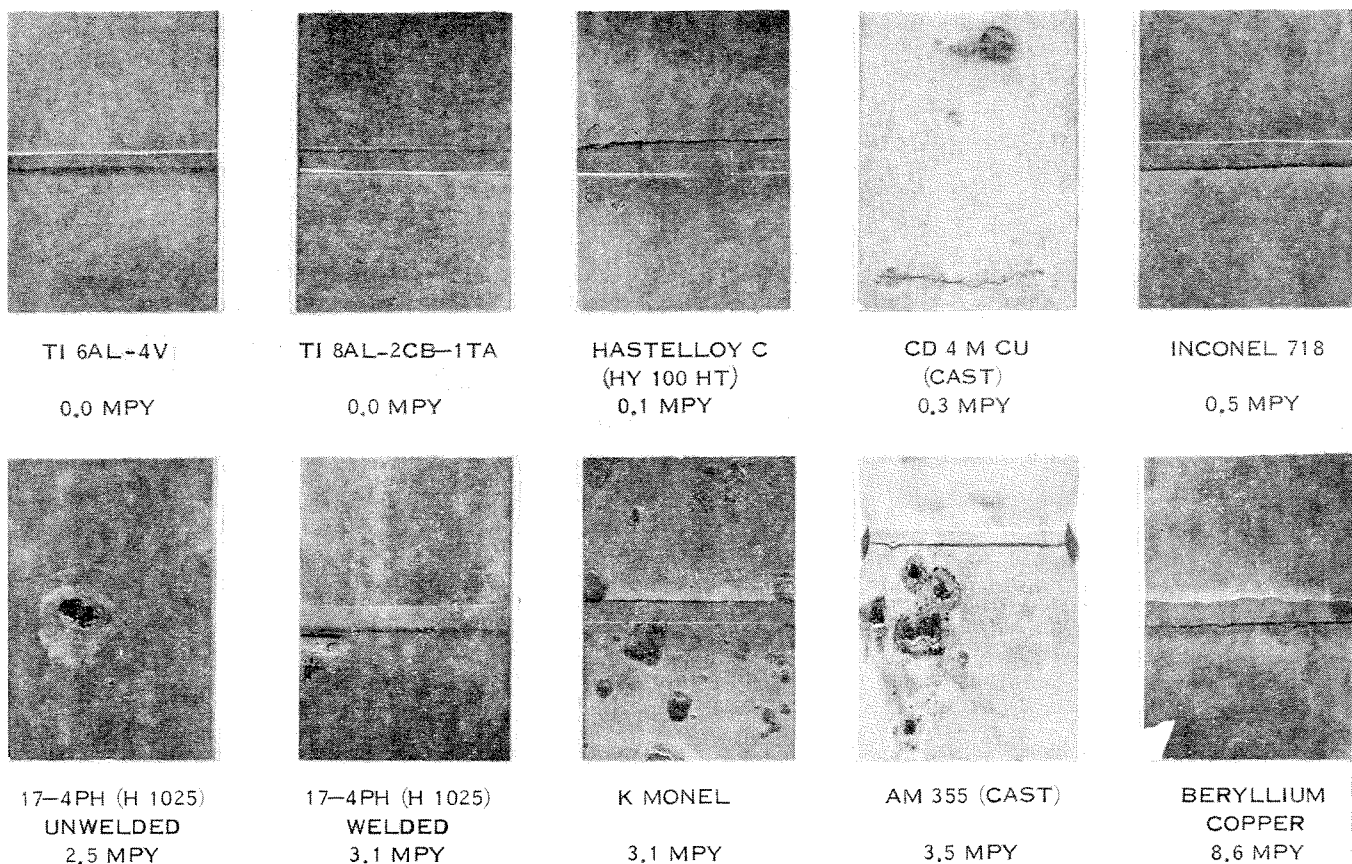 TI 6AL-4V
0.0 MPY
TI 8AL-2CB-1TA
0.0 MPY
HASTELLOY C
(HY 100 HT)
0.1 MPY
CD 4 M CU
(CAST)
0.3 MPY
INCONEL 718
0.5 MPY
17-4PH (H 1025)
UNWELDED
2.5 MPY
17-4PH (H 1025)
WELDED
3.1 MPY
K MONEL
3.1 MPY
AM 355 (CAST)
3.5 MPY
BERYLLIUM
COPPER
8.6 MPY